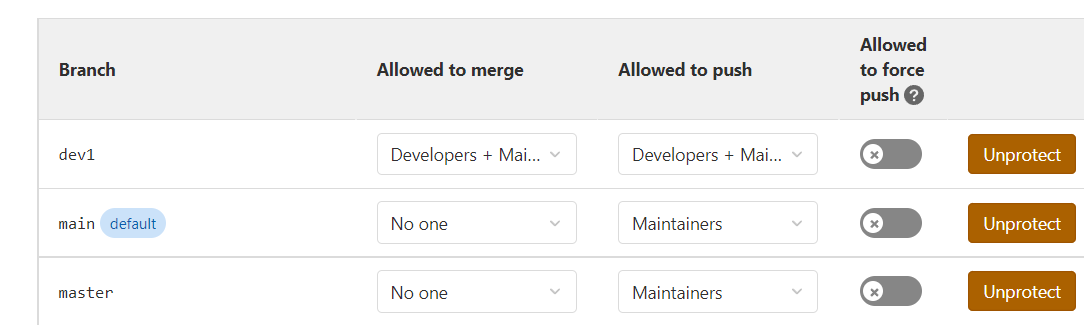 Branch Allowed to merge Allowed to push Allowed
to force
push ?
dev1 Developers + Mai... Developers + Mai... Unprotect
main default No one Maintainers Unprotect
master No one Maintainers Unprotect